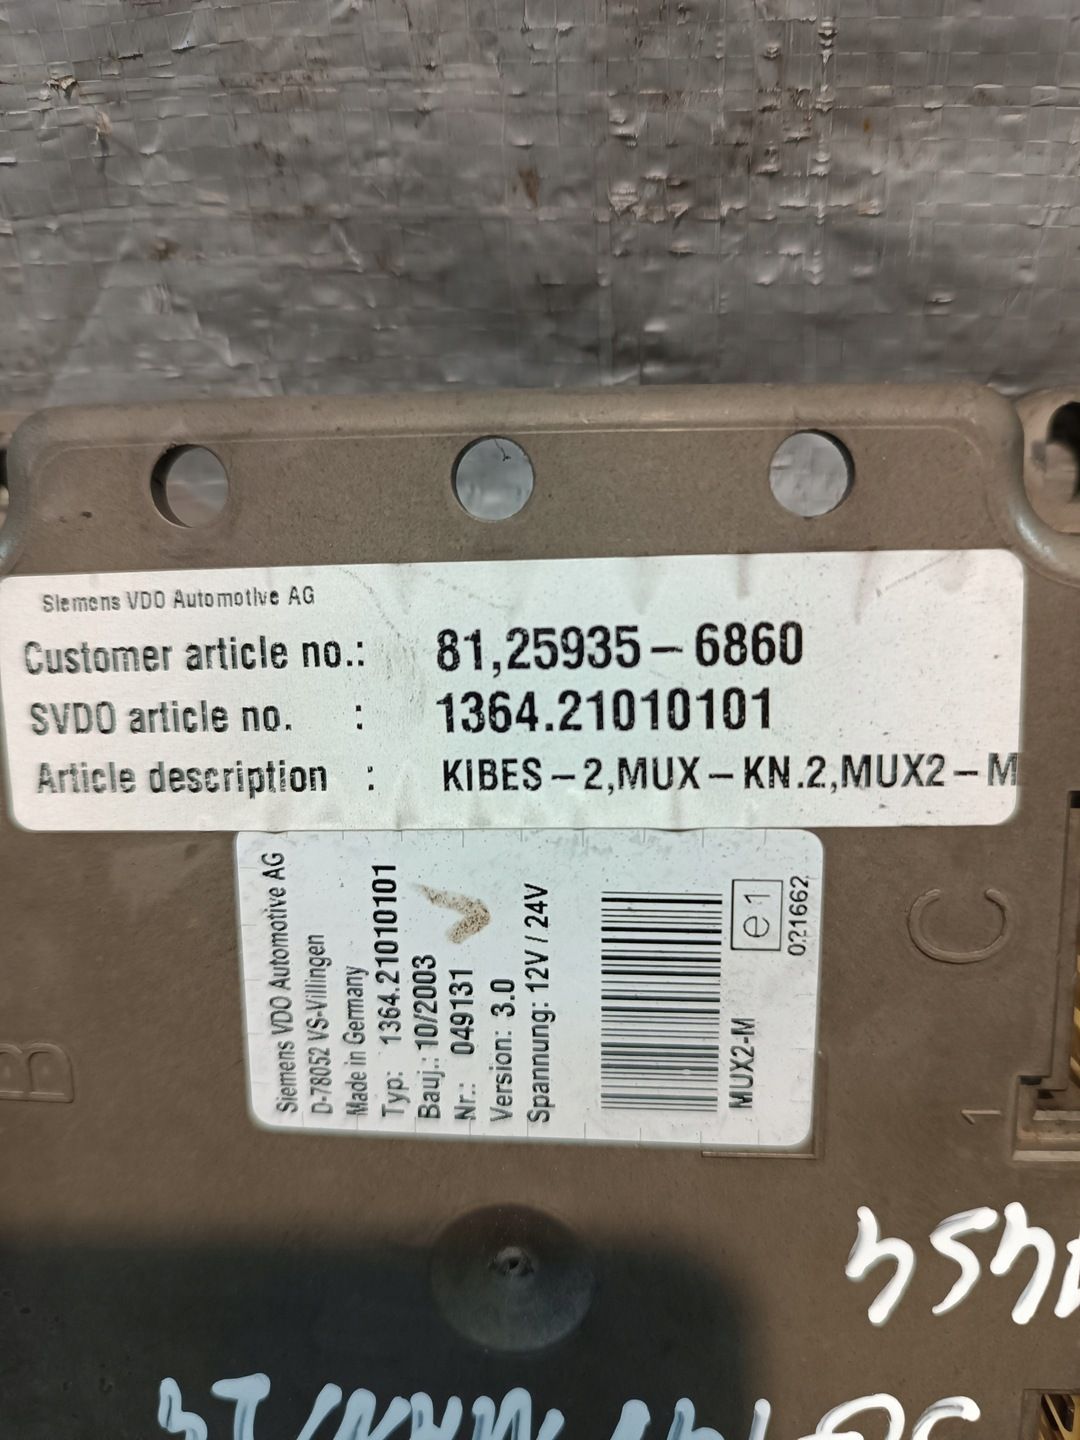 Siemens VDO Automotive AG
Customer article no.: 81,25935-6860
SVDO article no. : 1364.21010101
Article description : KIBES-2,MUX-KN.2,MUX2-M
Siemens VDO Automotive AG
D-78052 VS-Villingen
Made in Germany
Typ: 1364.21010101
Bauj.: 10/2003
Nr.: 049131
Version: 3.0
Spannung: 12V / 24V
MUX2-M
e1
021662
B
C
1